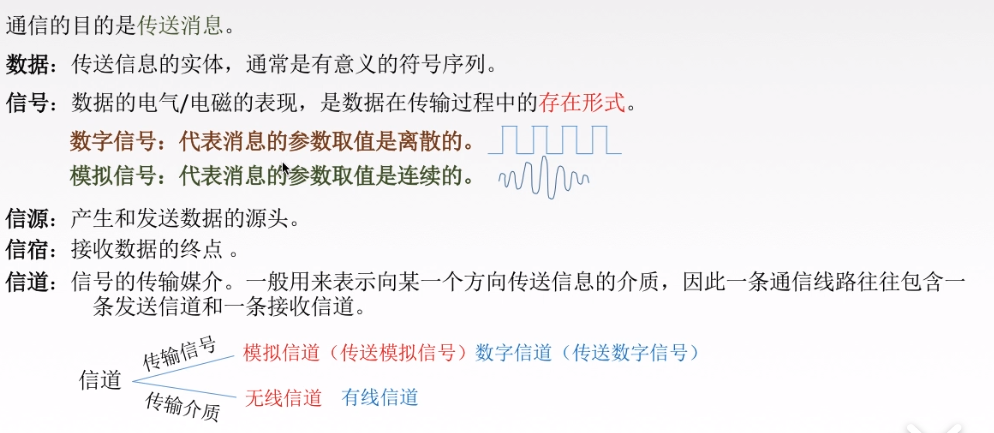 通信的目的是传送消息。
数据：传送信息的实体，通常是有意义的符号序列。
信号：数据的电气/电磁的表现，是数据在传输过程中的存在形式。
数字信号：代表消息的参数取值是离散的。
模拟信号：代表消息的参数取值是连续的。
信源：产生和发送数据的源头。
信宿：接收数据的终点 。
信道：信号的传输媒介。一般用来表示向某一个方向传送信息的介质，因此一条通信线路往往包含一
条发送信道和一条接收信道。
传输信号
模拟信道（传送模拟信号）数字信道（传送数字信号）
信道
传输介质
无线信道 有线信道